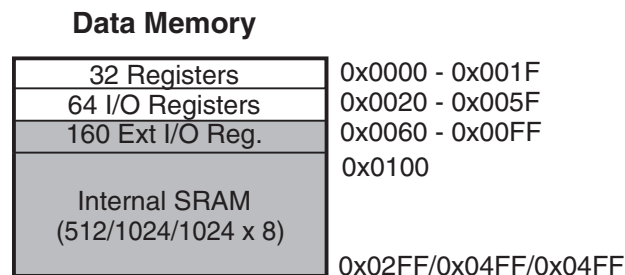 Data Memory
32 Registers 0x0000 - 0x001F
64 I/O Registers 0x0020 - 0x005F
160 Ext I/O Reg. 0x0060 - 0x00FF
0x0100
Internal SRAM
(512/1024/1024 x 8)
0x02FF/0x04FF/0x04FF